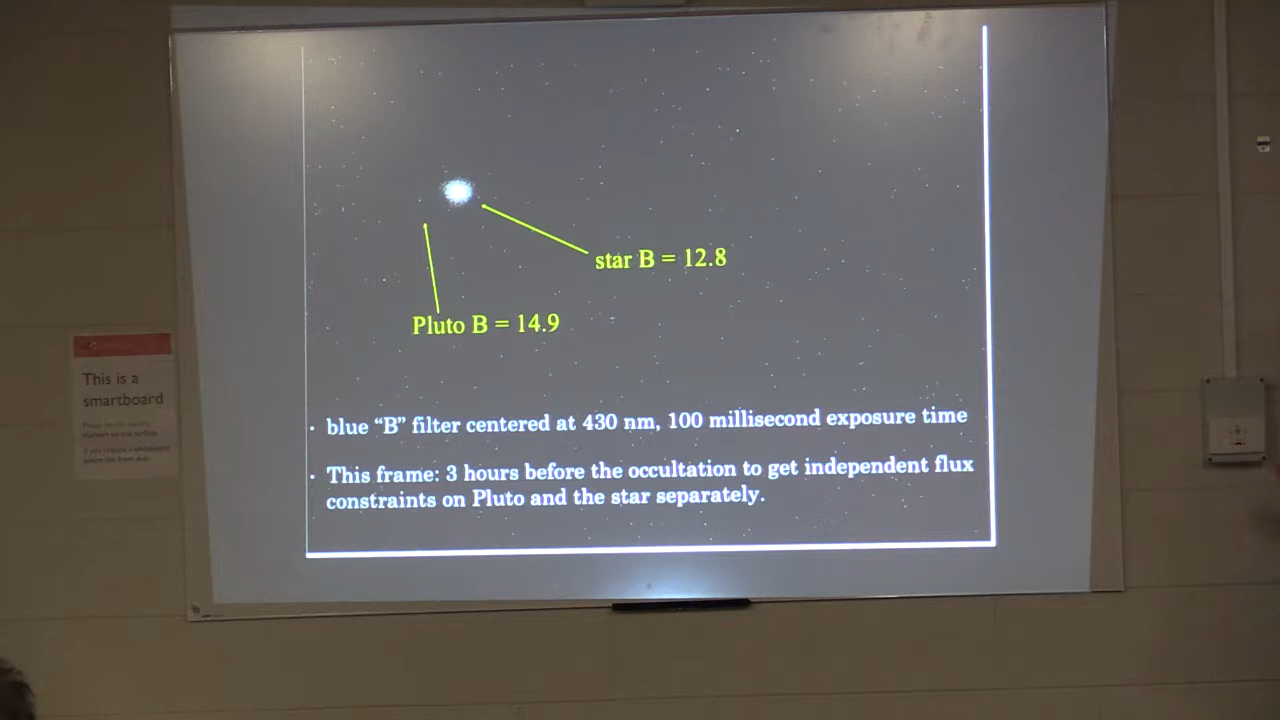 star B = 12.8
Pluto B = 14.9
· blue “B” filter centered at 430 nm, 100 millisecond exposure time
· This frame: 3 hours before the occultation to get independent flux
constraints on Pluto and the star separately.
This is a
smartboard